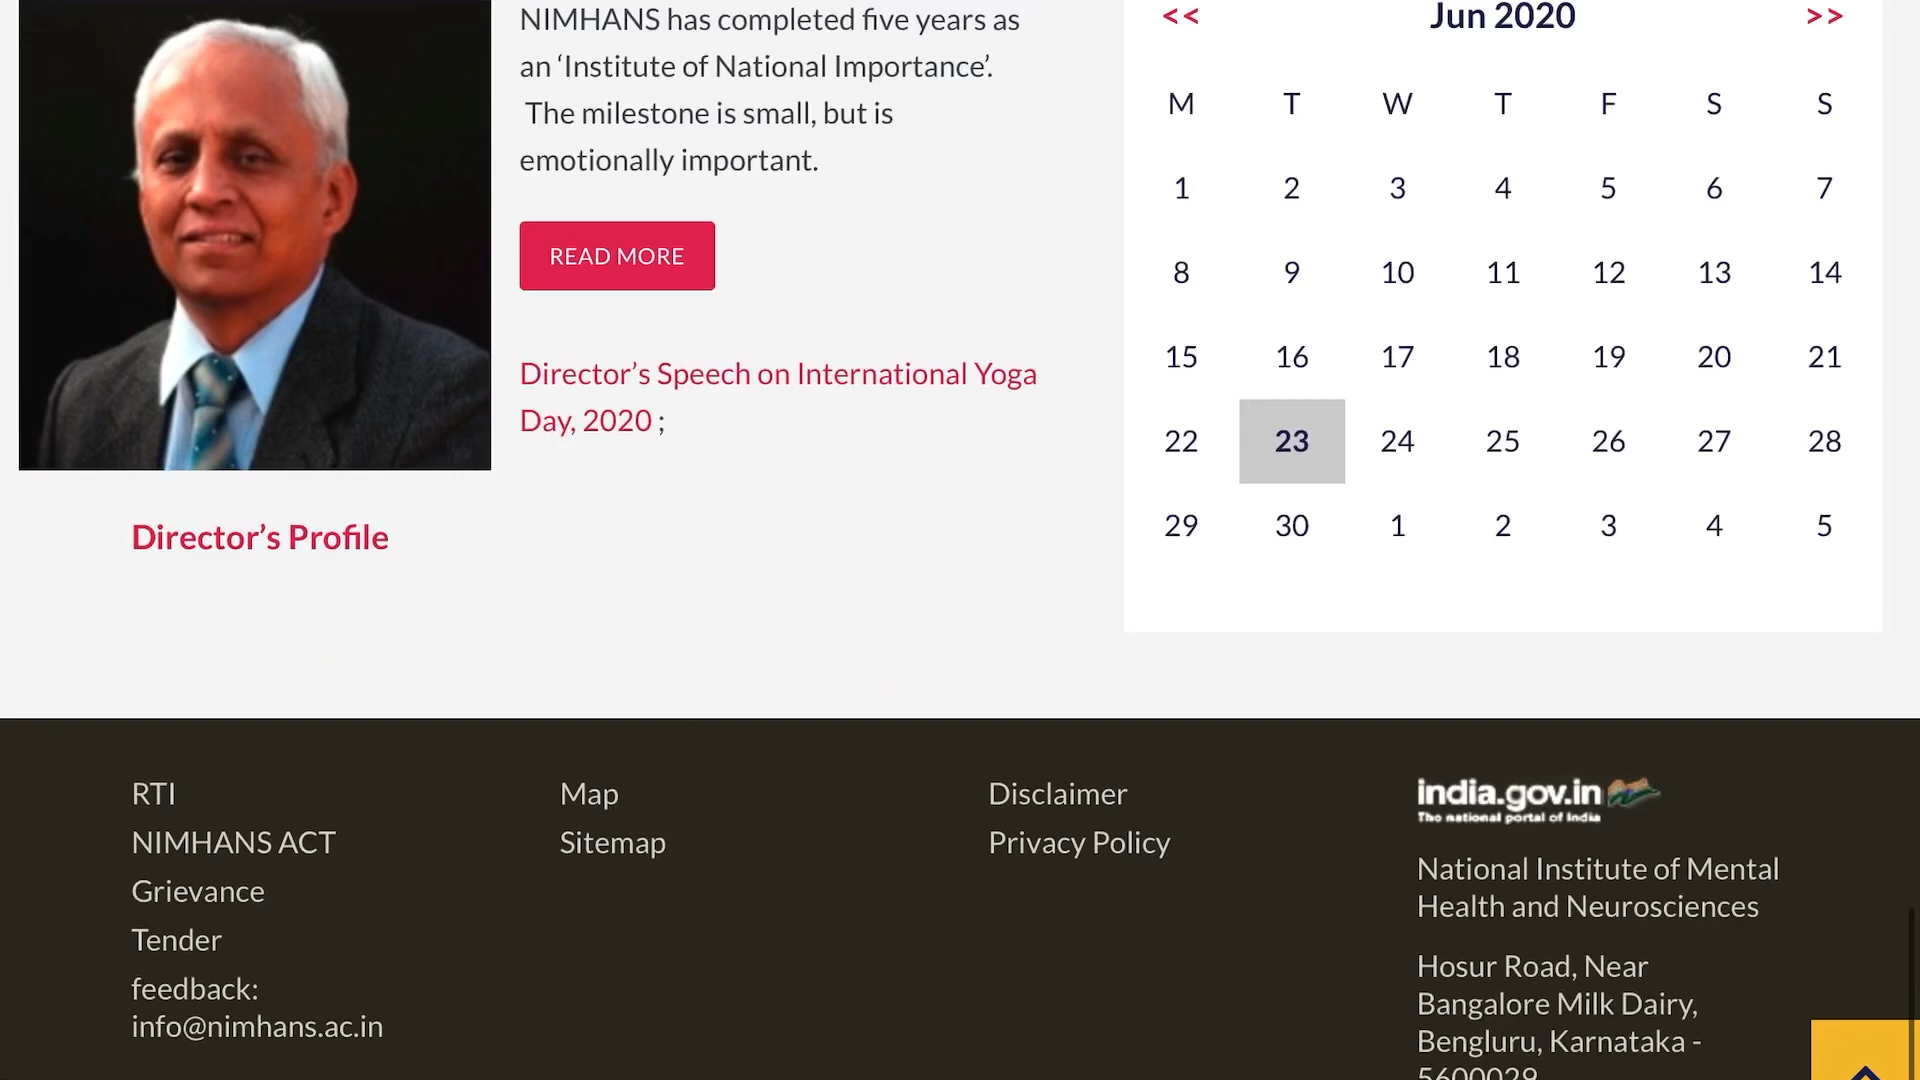 NIMHANS has completed five years as
an ‘Institute of National Importance’.
The milestone is small, but is
emotionally important.
READ MORE
Director’s Speech on International Yoga
Day, 2020 ;
Director’s Profile
<< Jun 2020 >>
M T W T F S S
1 2 3 4 5 6 7
8 9 10 11 12 13 14
15 16 17 18 19 20 21
22 23 24 25 26 27 28
29 30 1 2 3 4 5
RTI
NIMHANS ACT
Grievance
Tender
feedback:
info@nimhans.ac.in
Map
Sitemap
Disclaimer
Privacy Policy
india.gov.in
The national portal of India
National Institute of Mental
Health and Neurosciences
Hosur Road, Near
Bangalore Milk Dairy,
Bengluru, Karnataka -
5600029